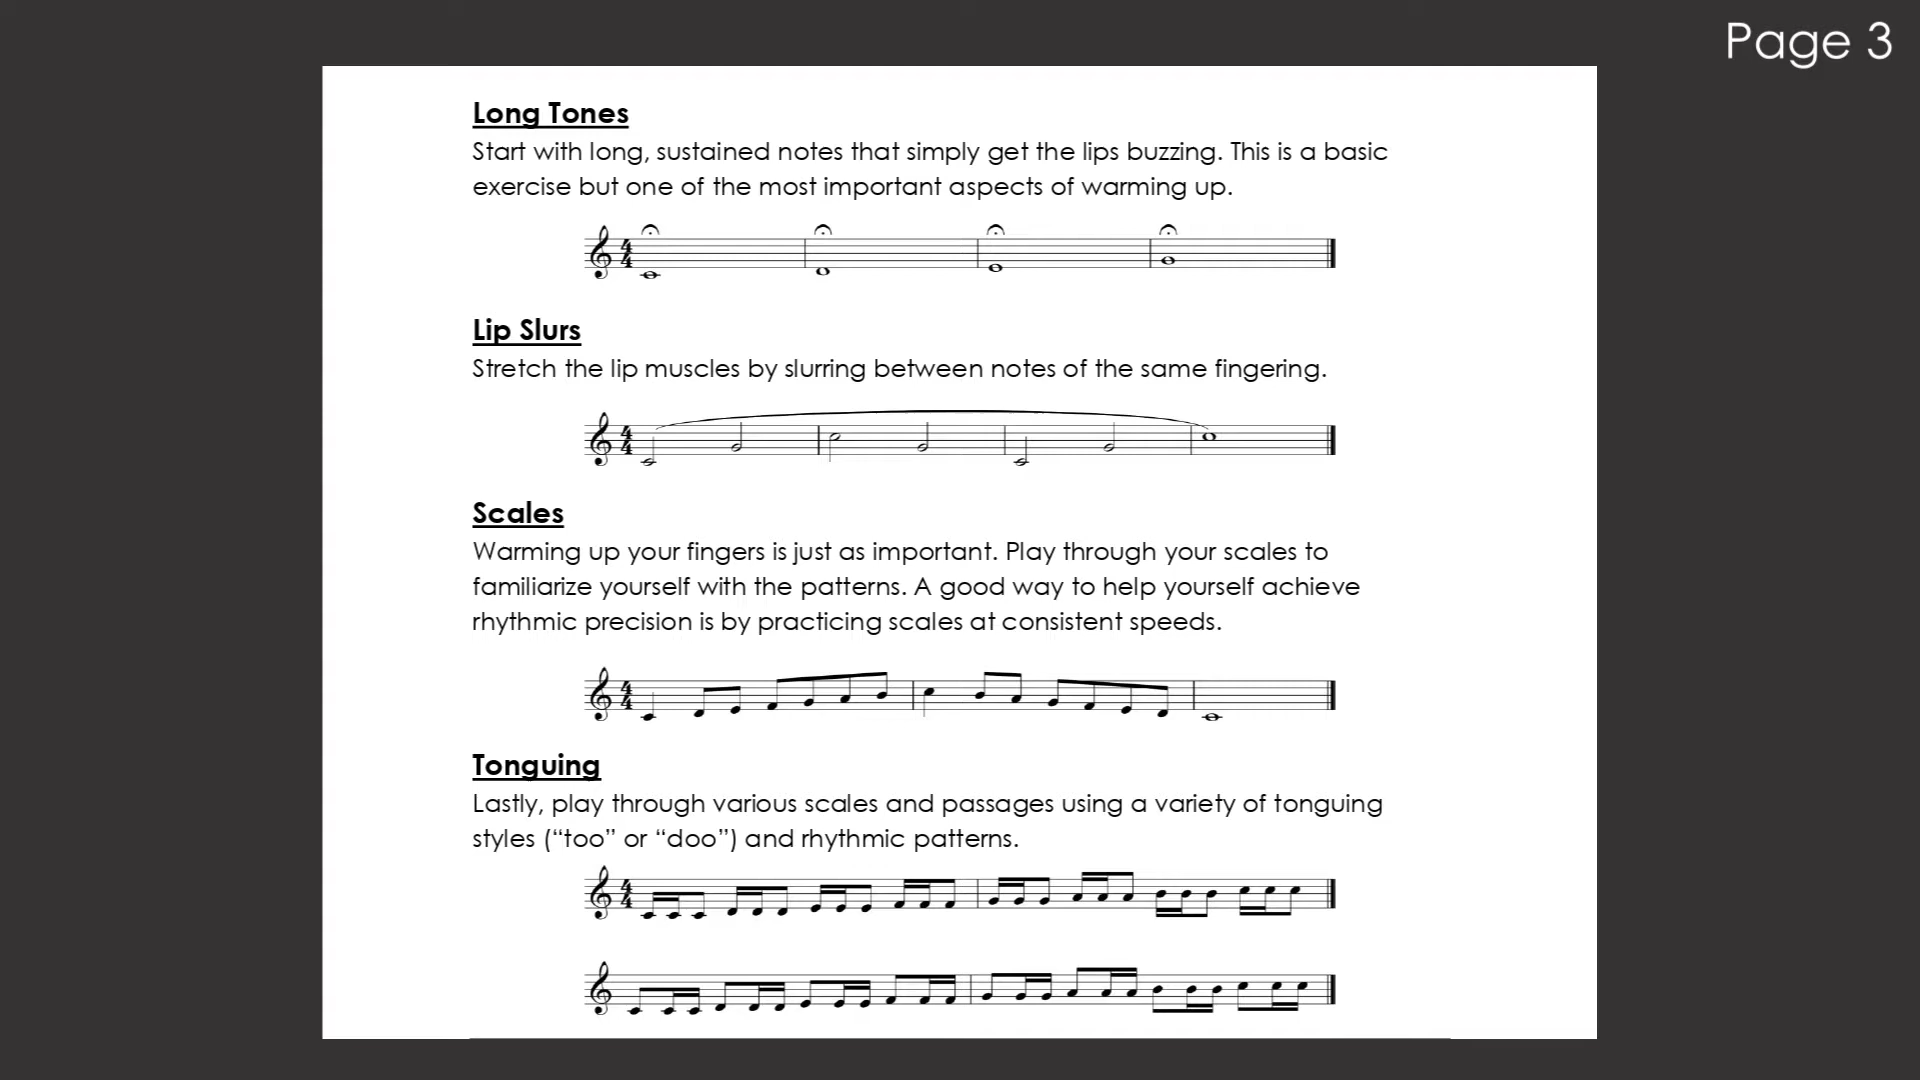 Page 3
Long Tones
Start with long, sustained notes that simply get the lips buzzing. This is a basic
exercise but one of the most important aspects of warming up.
Lip Slurs
Stretch the lip muscles by slurring between notes of the same fingering.
Scales
Warming up your fingers is just as important. Play through your scales to
familiarize yourself with the patterns. A good way to help yourself achieve
rhythmic precision is by practicing scales at consistent speeds.
Tonguing
Lastly, play through various scales and passages using a variety of tonguing
styles (“too” or “doo”) and rhythmic patterns.